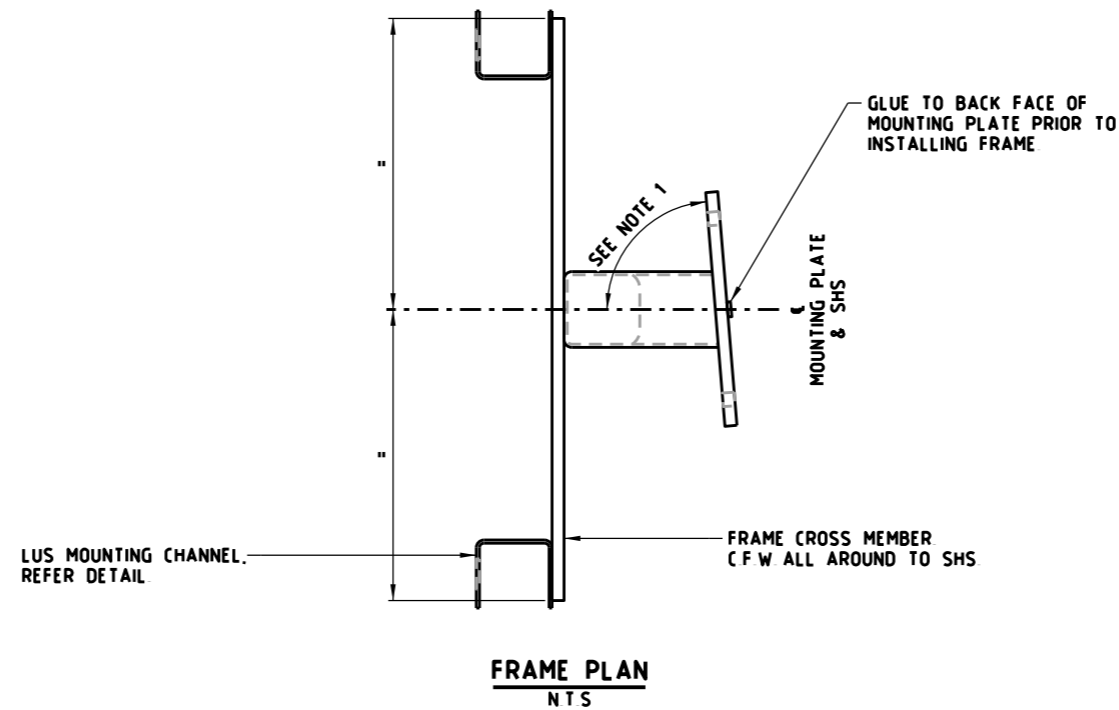 GLUE TO BACK FACE OF
MOUNTING PLATE PRIOR TO
INSTALLING FRAME.
"
SEE NOTE 1
℄
MOUNTING PLATE
& SHS
"
LUS MOUNTING CHANNEL.
REFER DETAIL.
FRAME CROSS MEMBER.
C.F.W. ALL AROUND TO SHS.
FRAME PLAN
N.T.S